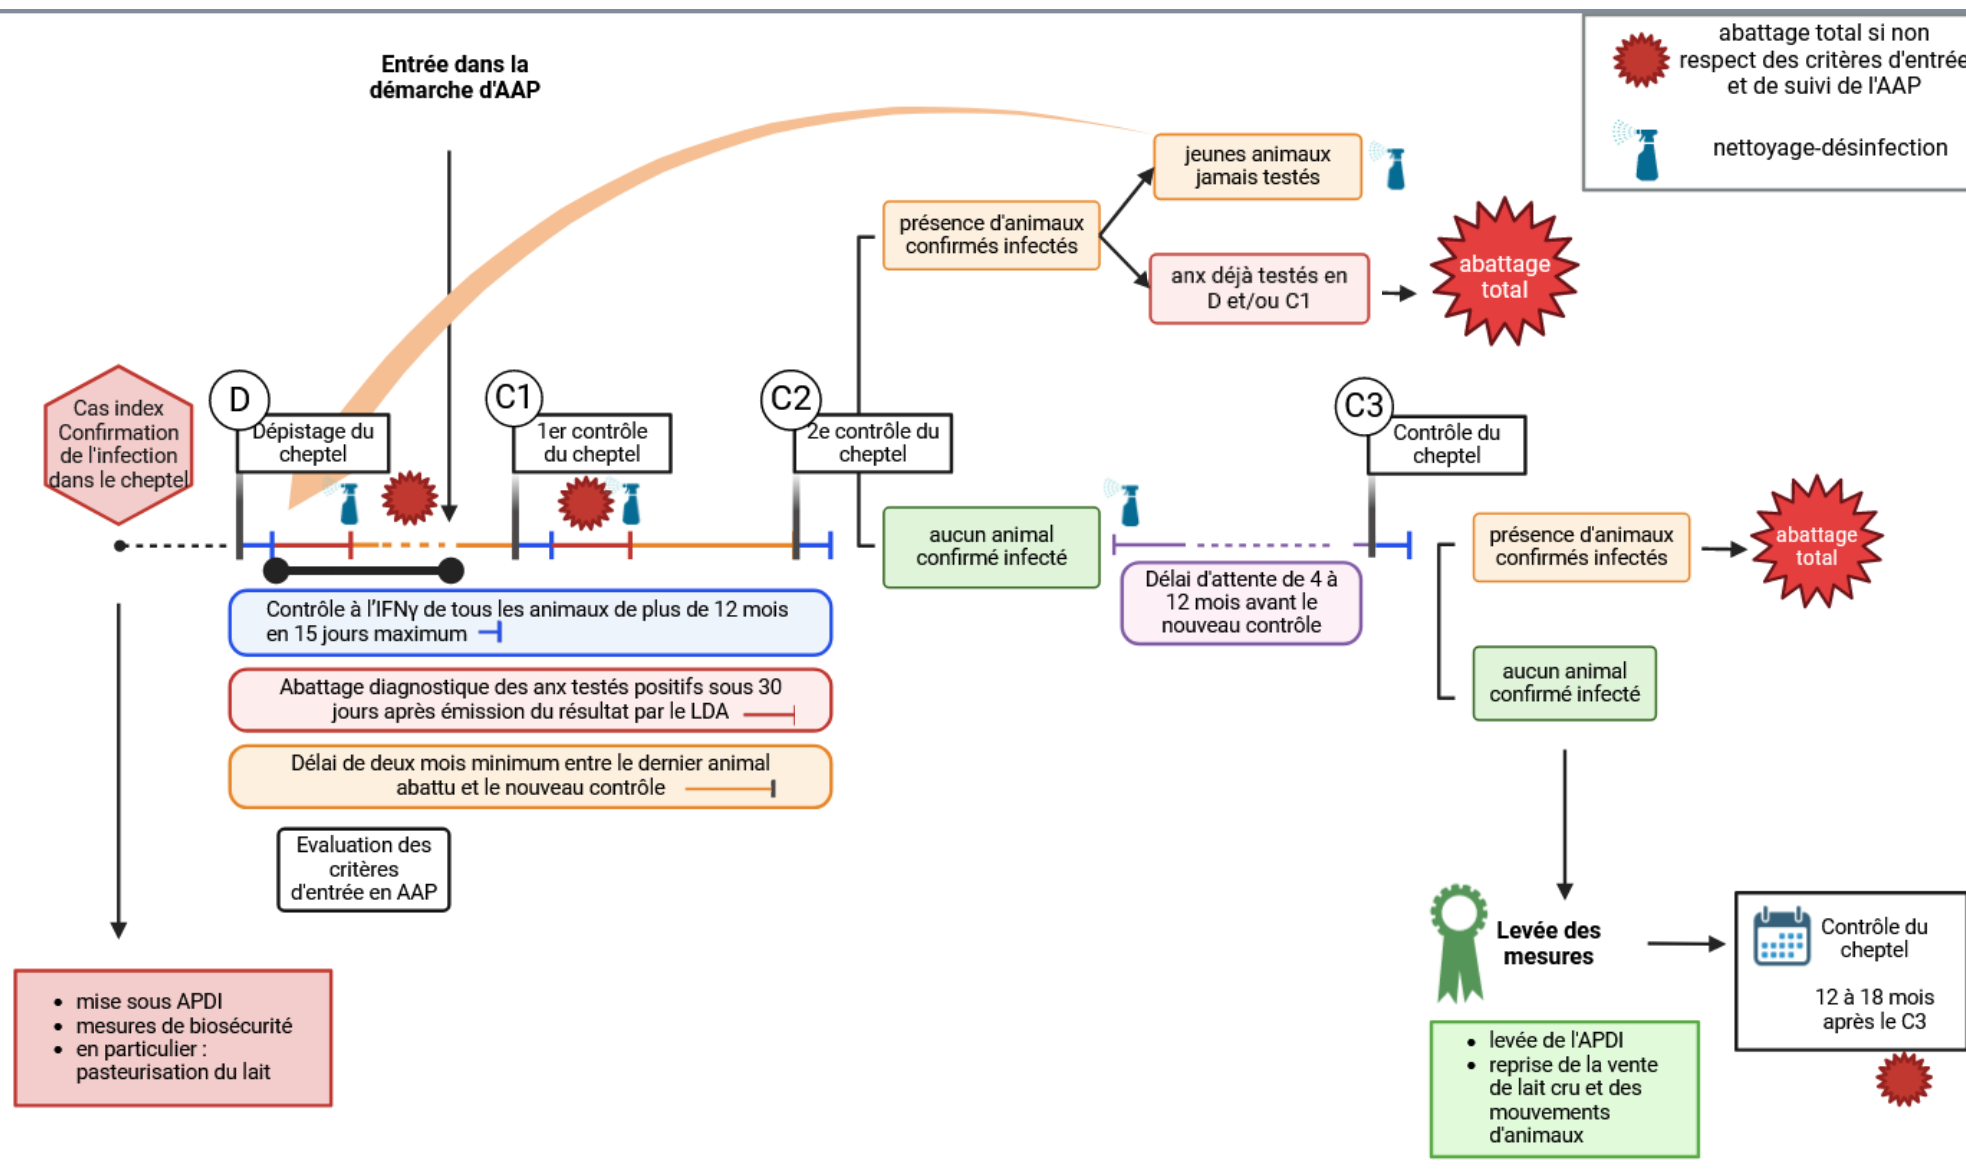 abattage total si non
respect des critères d'entrée
et de suivi de l'AAP
nettoyage-désinfection
Entrée dans la
démarche d'AAP
jeunes animaux
jamais testés
présence d'animaux
confirmés infectés
anx déjà testés en
D et/ou C1
abattage
total
Cas index
Confirmation
de l'infection
dans le cheptel
D
Dépistage du
cheptel
C1
1er contrôle
du cheptel
C2
2e contrôle du
cheptel
C3
Contrôle du
cheptel
aucun animal
confirmé infecté
Délai d'attente de 4 à
12 mois avant le
nouveau contrôle
présence d'animaux
confirmés infectés
abattage
total
aucun animal
confirmé infecté
Contrôle à l'IFNγ de tous les animaux de plus de 12 mois
en 15 jours maximum
Abattage diagnostique des anx testés positifs sous 30
jours après émission du résultat par le LDA
Délai de deux mois minimum entre le dernier animal
abattu et le nouveau contrôle
Evaluation des
critères
d'entrée en AAP
• mise sous APDI
• mesures de biosécurité
• en particulier :
pasteurisation du lait
Levée des
mesures
• levée de l'APDI
• reprise de la vente
de lait cru et des
mouvements
d'animaux
Contrôle du
cheptel
12 à 18 mois
après le C3